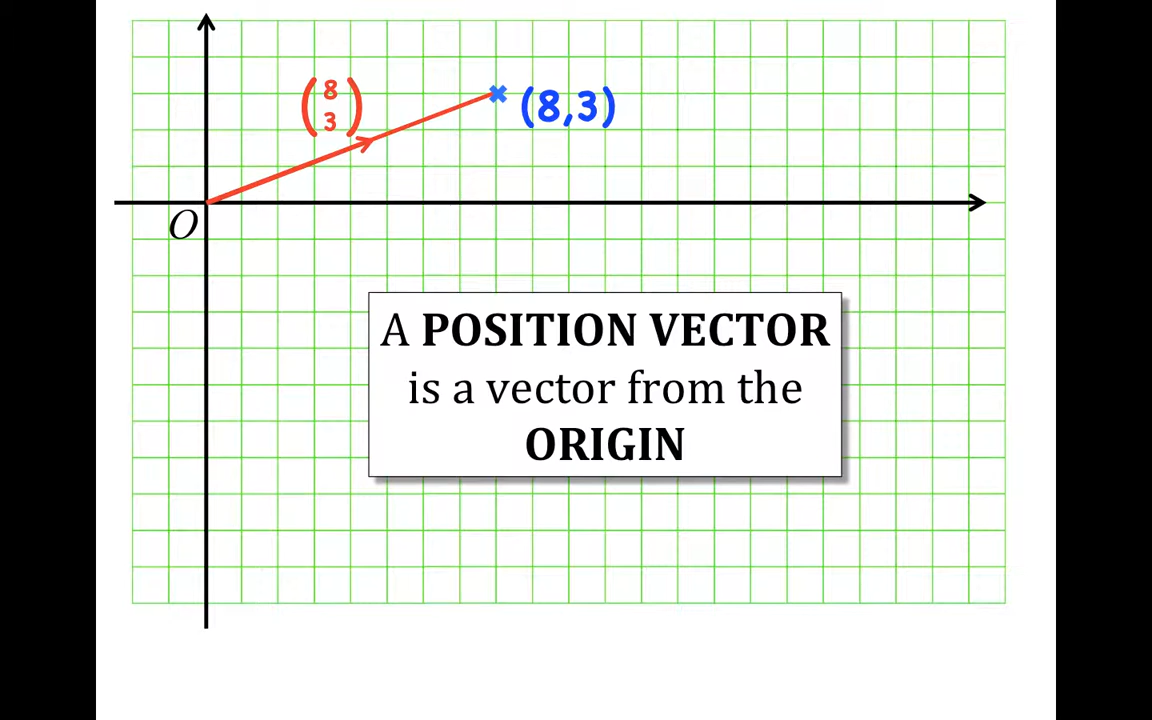 8
3
(8,3)
O
A POSITION VECTOR
is a vector from the
ORIGIN